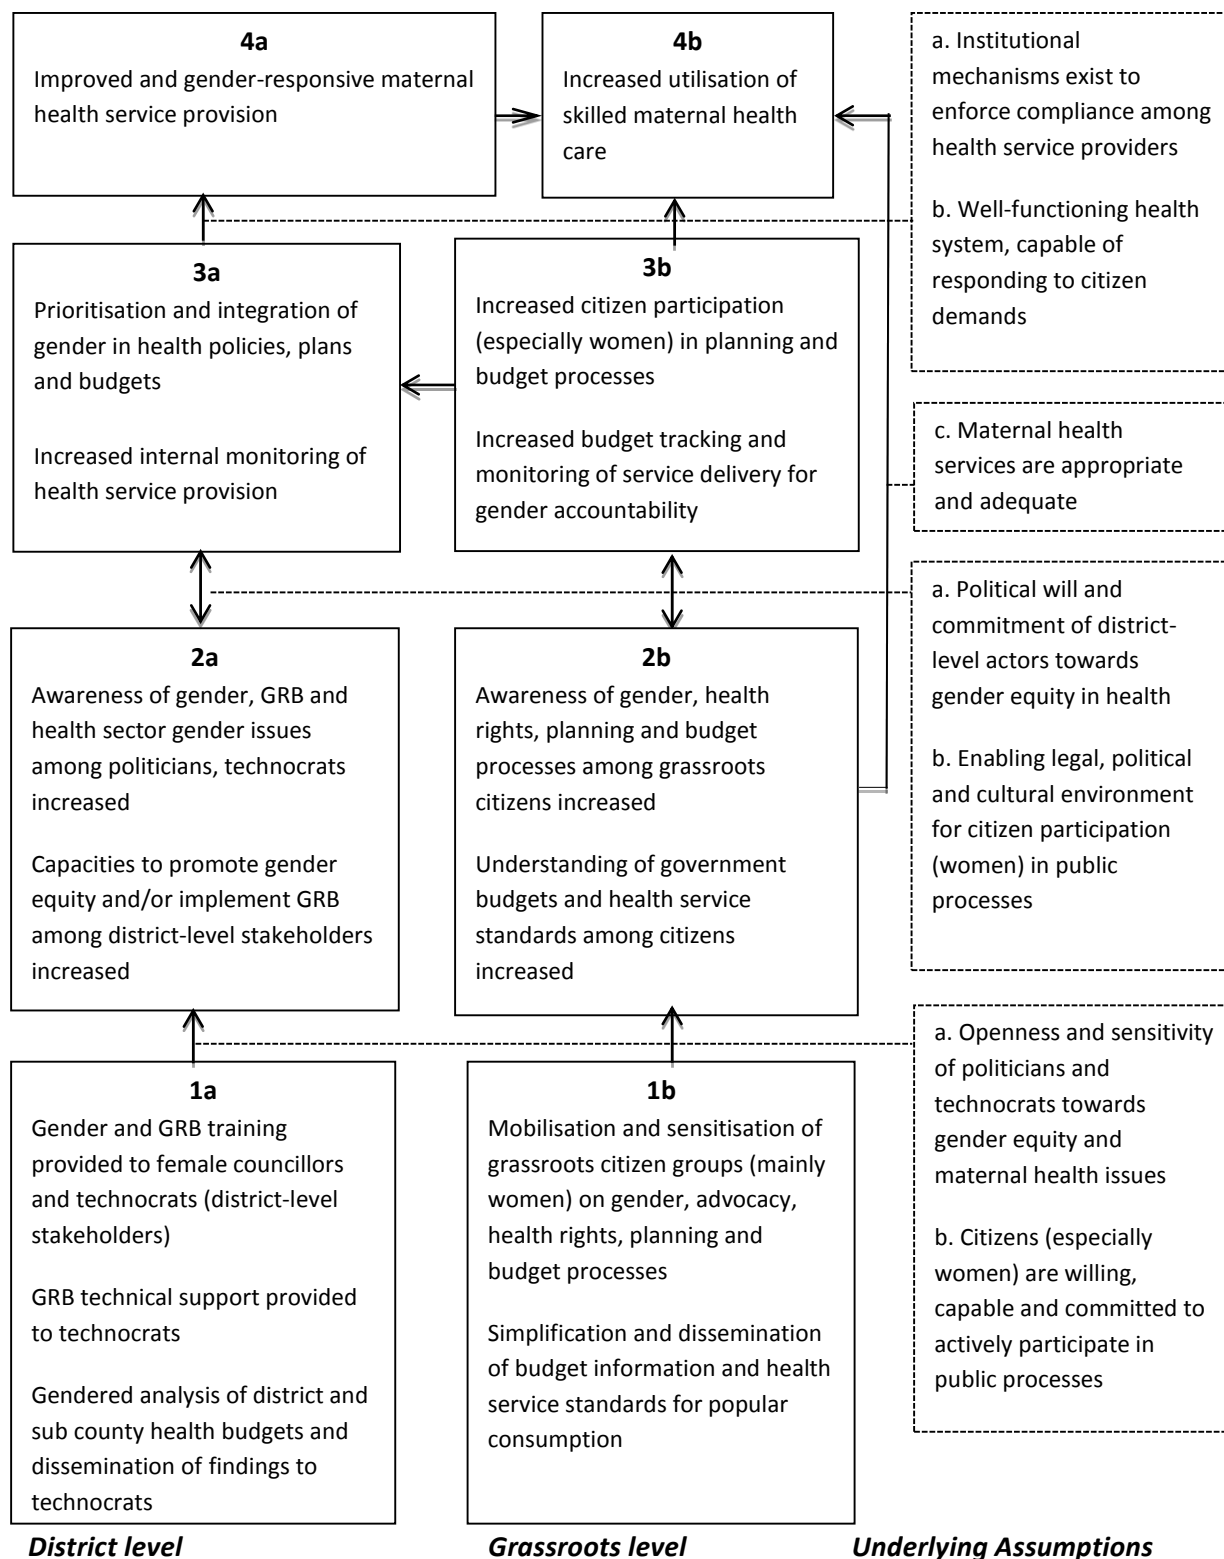 4a
Improved and gender-responsive maternal
health service provision
4b
Increased utilisation of
skilled maternal health
care
a. Institutional
mechanisms exist to
enforce compliance among
health service providers
b. Well-functioning health
system, capable of
responding to citizen
demands
3a
Prioritisation and integration of
gender in health policies, plans
and budgets
Increased internal monitoring of
health service provision
3b
Increased citizen participation
(especially women) in planning and
budget processes
Increased budget tracking and
monitoring of service delivery for
gender accountability
c. Maternal health
services are appropriate
and adequate
2a
Awareness of gender, GRB and
health sector gender issues
among politicians, technocrats
increased
Capacities to promote gender
equity and/or implement GRB
among district-level stakeholders
increased
2b
Awareness of gender, health
rights, planning and budget
processes among grassroots
citizens increased
Understanding of government
budgets and health service
standards among citizens
increased
a. Political will and
commitment of district-
level actors towards
gender equity in health
b. Enabling legal, political
and cultural environment
for citizen participation
(women) in public
processes
1a
Gender and GRB training
provided to female councillors
and technocrats (district-level
stakeholders)
GRB technical support provided
to technocrats
Gendered analysis of district and
sub county health budgets and
dissemination of findings to
technocrats
1b
Mobilisation and sensitisation of
grassroots citizen groups (mainly
women) on gender, advocacy,
health rights, planning and
budget processes
Simplification and dissemination
of budget information and health
service standards for popular
consumption
a. Openness and sensitivity
of politicians and
technocrats towards
gender equity and
maternal health issues
b. Citizens (especially
women) are willing,
capable and committed to
actively participate in
public processes
District level
Grassroots level
Underlying Assumptions